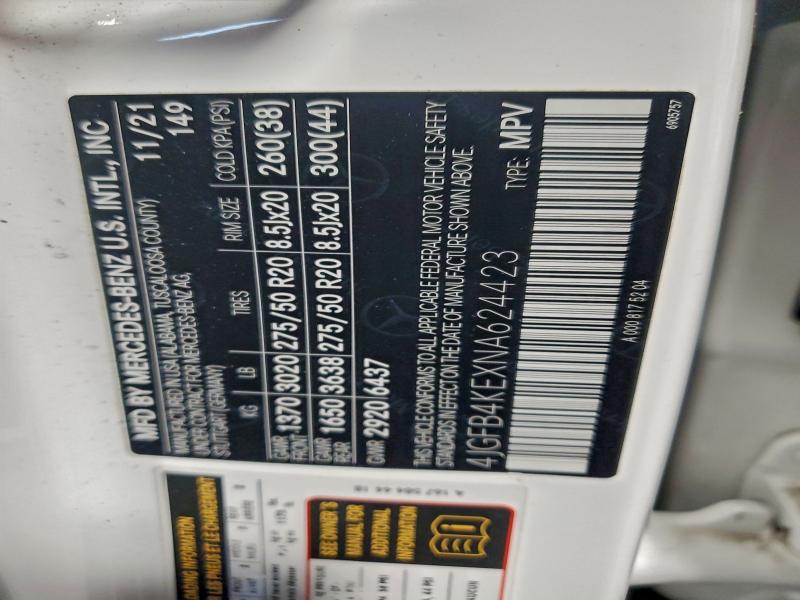 MFD BY MERCEDES-BENZ U.S. INTL., INC.
MANUFACTURED IN USA (ALABAMA, TUSCALOOSA COUNTY) 11/21
UNDER CONTRACT FOR MERCEDES-BENZ AG, 149
STUTTGART (GERMANY)
KG LB TIRES RIM SIZE COLD KPA(PSI)
GAWR FRONT 1370 3020 275/50 R20 8.5Jx20 260(38)
GAWR REAR 1650 3638 275/50 R20 8.5Jx20 300(44)
GWR 2920 6437
THIS VEHICLE CONFORMS TO ALL APPLICABLE FEDERAL MOTOR VEHICLE SAFETY
STANDARDS IN EFFECT ON THE DATE OF MANUFACTURE SHOWN ABOVE.
4JGFB4KEXNA624423 TYPE: MPV
A 000 817 52 04
6905757
LOADING INFORMATION
SEE OWNER'S
MANUAL FOR
ADDITIONAL
INFORMATION